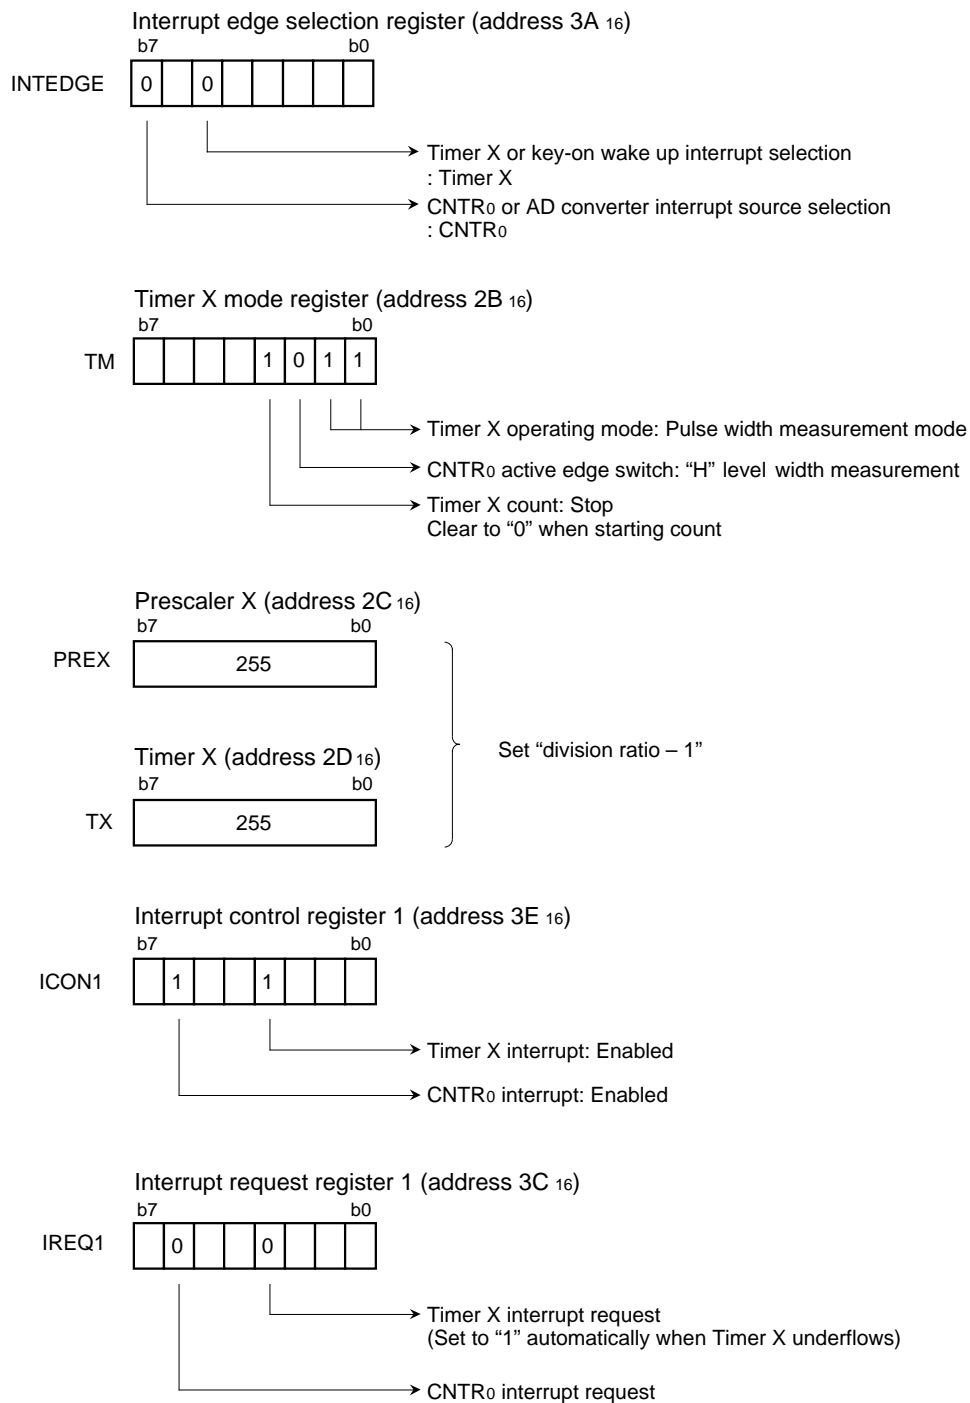 Interrupt edge selection register (address 3A 16)
b7 b0
INTEDGE 0 0
Timer X or key-on wake up interrupt selection
: Timer X
CNTR0 or AD converter interrupt source selection
: CNTR0
Timer X mode register (address 2B 16)
b7 b0
TM 1 0 1 1
Timer X operating mode: Pulse width measurement mode
CNTR0 active edge switch: “H” level width measurement
Timer X count: Stop
Clear to “0” when starting count
Prescaler X (address 2C 16)
b7 b0
PREX 255
Set “division ratio – 1”
Timer X (address 2D 16)
b7 b0
TX 255
Interrupt control register 1 (address 3E 16)
b7 b0
ICON1 1 1
Timer X interrupt: Enabled
CNTR0 interrupt: Enabled
Interrupt request register 1 (address 3C 16)
b7 b0
IREQ1 0 0
Timer X interrupt request
(Set to “1” automatically when Timer X underflows)
CNTR0 interrupt request